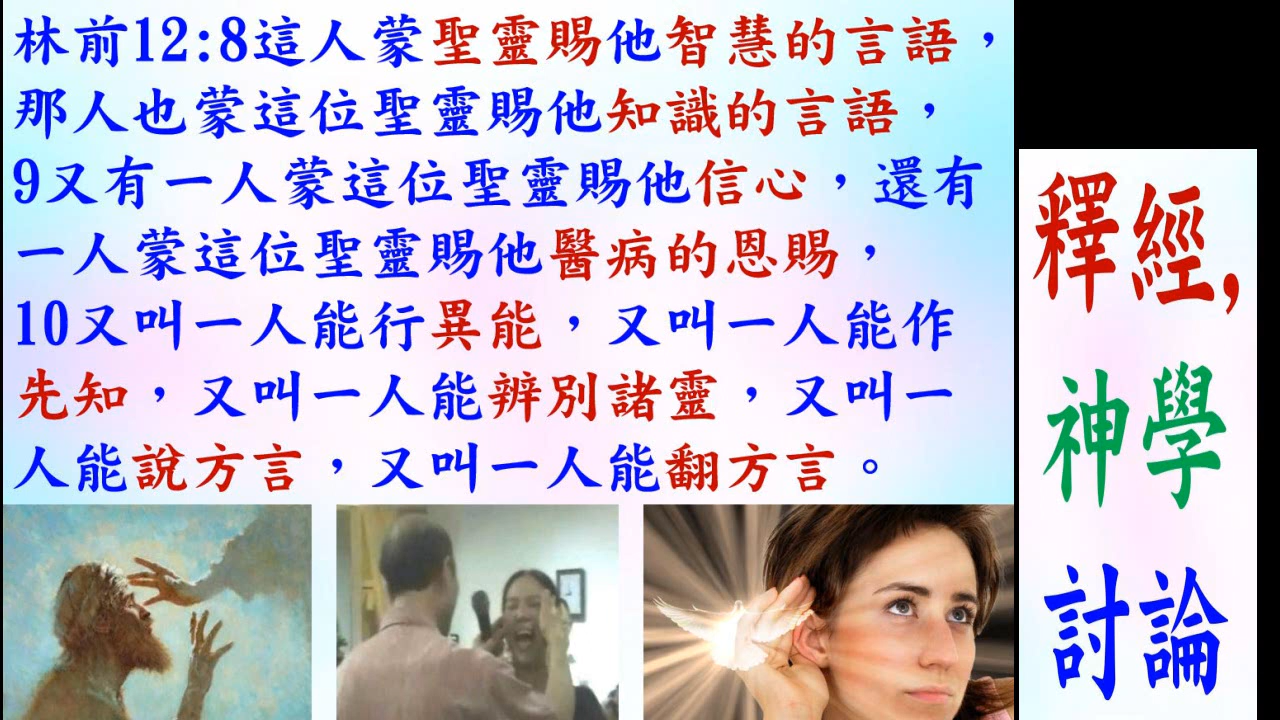 林前12:8這人蒙聖靈賜他智慧的言語，
那人也蒙這位聖靈賜他知識的言語，
9又有一人蒙這位聖靈賜他信心，還有
一人蒙這位聖靈賜他醫病的恩賜，
10又叫一人能行異能，又叫一人能作
先知，又叫一人能辨別諸靈，又叫一
人能說方言，又叫一人能翻方言。
釋經,
神學
討論